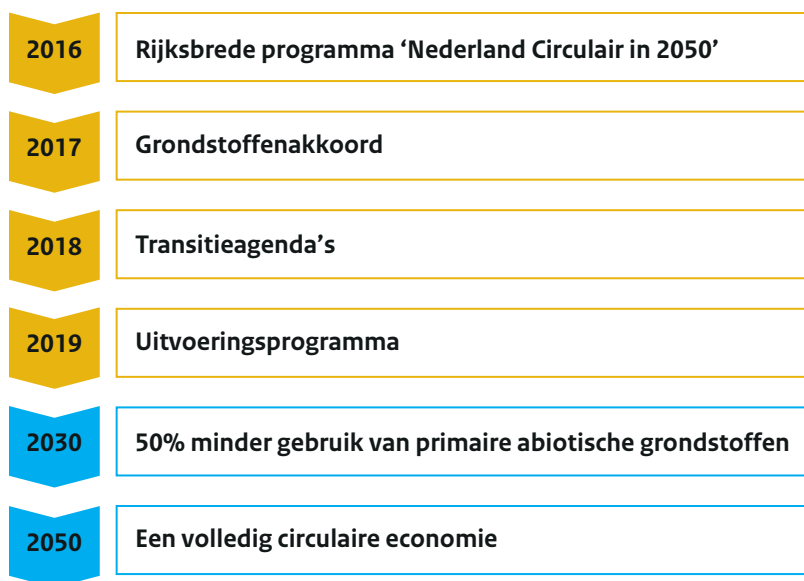 2016 Rijksbrede programma ‘Nederland Circulair in 2050’
2017 Grondstoffenakkoord
2018 Transitieagenda’s
2019 Uitvoeringsprogramma
2030 50% minder gebruik van primaire abiotische grondstoffen
2050 Een volledig circulaire economie